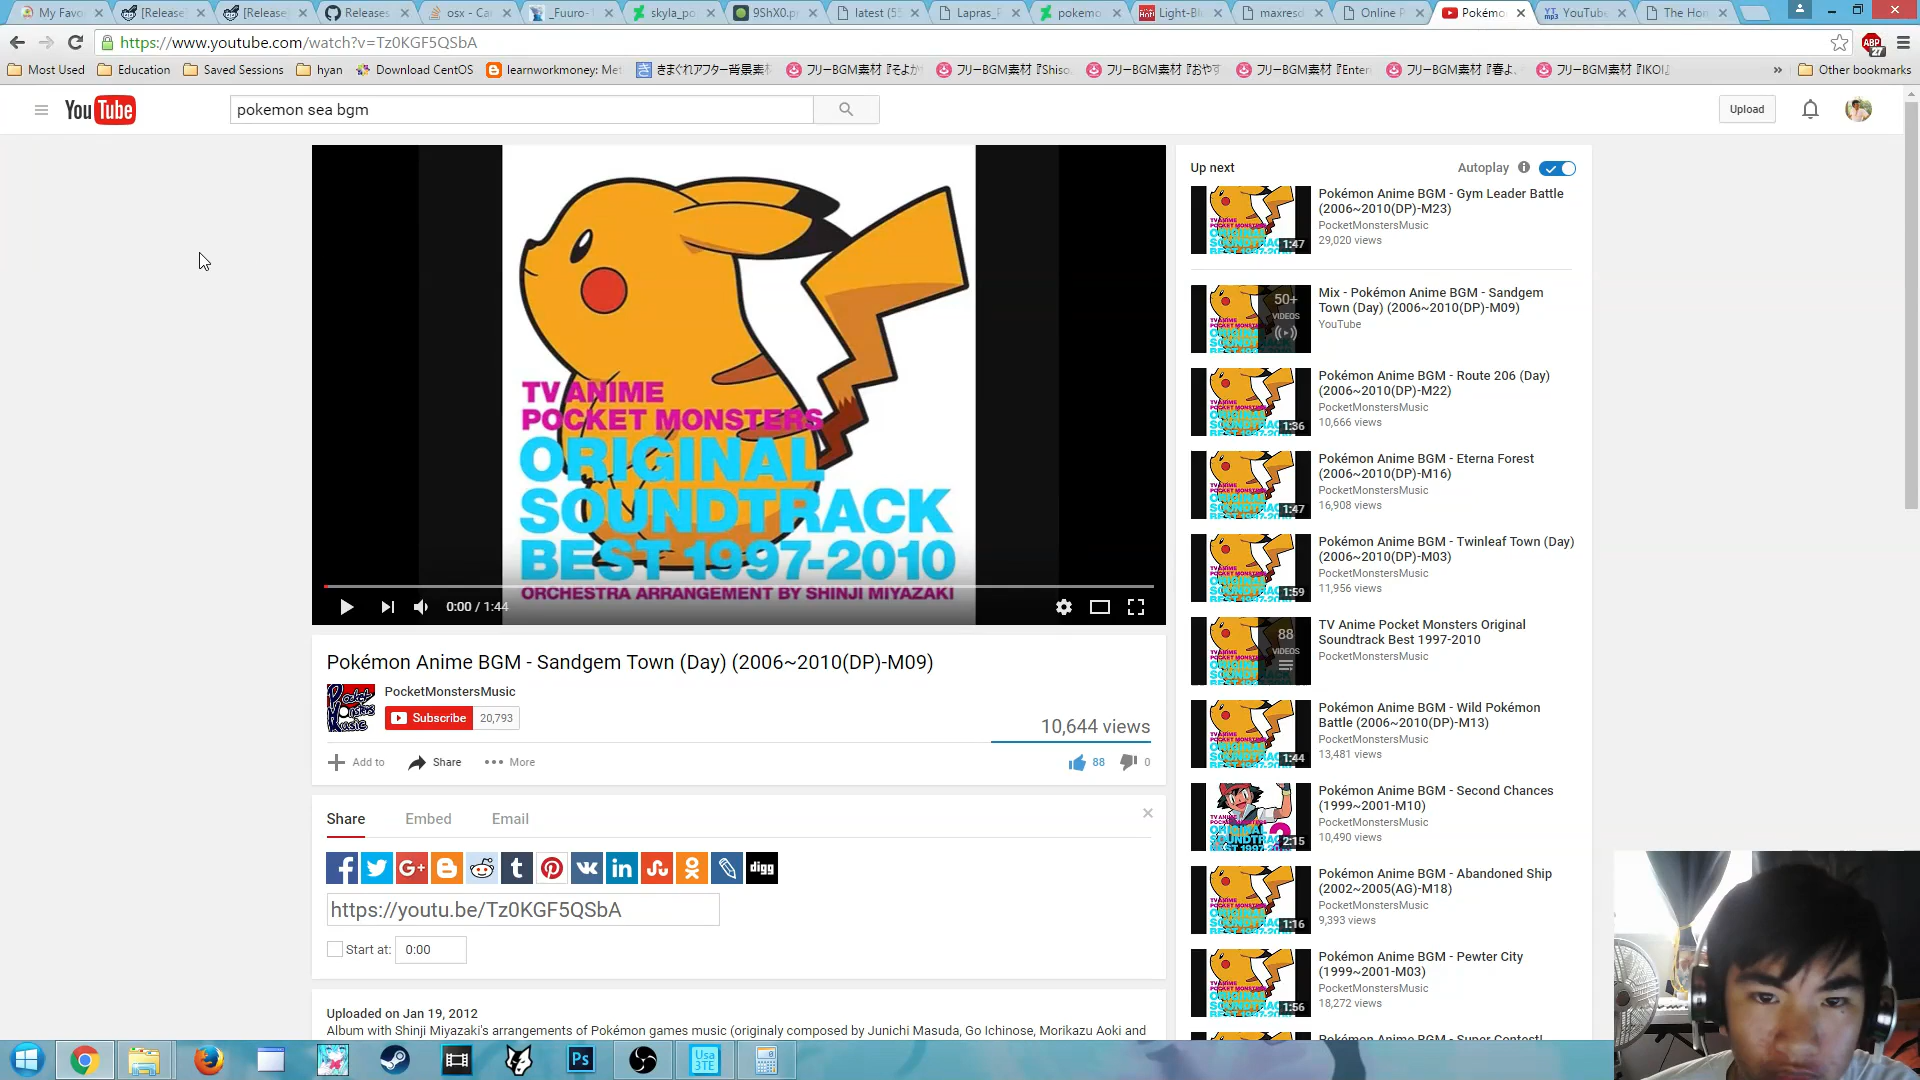 My Favo
[Release
[Release
Releases
osx - Ca
_Fuuro-
skyla_po
9ShX0.p
latest (5
Lapras_
pokemo
Light-Bl
maxresd
Online P
Pokémo
YouTube
The Hon
https://www.youtube.com/watch?v=Tz0KGF5QSbA
ABP
27
Most Used
Education
Saved Sessions
hyan
Download CentOS
learnworkmoney: Met
きまぐれアフター背景素材
フリーBGM素材『そよか
フリーBGM素材『Shiso
フリーBGM素材『おやす
フリーBGM素材『Enter
フリーBGM素材『春よ、
フリーBGM素材『IKOI』
Other bookmarks
YouTube
pokemon sea bgm
Upload
TV ANIME
POCKET MONSTERS
ORIGINAL
SOUNDTRACK
BEST 1997-2010
ORCHESTRA ARRANGEMENT BY SHINJI MIYAZAKI
0:00 / 1:44
Pokémon Anime BGM - Sandgem Town (Day) (2006~2010(DP)-M09)
PocketMonstersMusic
Subscribe 20,793
10,644 views
Add to Share More
88 0
Share Embed Email
digg
https://youtu.be/Tz0KGF5QSbA
Start at: 0:00
Uploaded on Jan 19, 2012
Album with Shinji Miyazaki's arrangements of Pokémon games music (originaly composed by Junichi Masuda, Go Ichinose, Morikazu Aoki and
Up next
Autoplay
Pokémon Anime BGM - Gym Leader Battle
(2006~2010(DP)-M23)
PocketMonstersMusic
29,020 views
1:47
Mix - Pokémon Anime BGM - Sandgem
Town (Day) (2006~2010(DP)-M09)
YouTube
50+
VIDEOS
Pokémon Anime BGM - Route 206 (Day)
(2006~2010(DP)-M22)
PocketMonstersMusic
10,666 views
1:36
Pokémon Anime BGM - Eterna Forest
(2006~2010(DP)-M16)
PocketMonstersMusic
16,908 views
1:47
Pokémon Anime BGM - Twinleaf Town (Day)
(2006~2010(DP)-M03)
PocketMonstersMusic
11,956 views
1:59
TV Anime Pocket Monsters Original
Soundtrack Best 1997-2010
PocketMonstersMusic
88
VIDEOS
Pokémon Anime BGM - Wild Pokémon
Battle (2006~2010(DP)-M13)
PocketMonstersMusic
13,481 views
1:44
Pokémon Anime BGM - Second Chances
(1999~2001-M10)
PocketMonstersMusic
10,490 views
2:15
Pokémon Anime BGM - Abandoned Ship
(2002~2005(AG)-M18)
PocketMonstersMusic
9,393 views
1:16
Pokémon Anime BGM - Pewter City
(1999~2001-M03)
PocketMonstersMusic
18,272 views
1:56
Ps
Usa
3TE